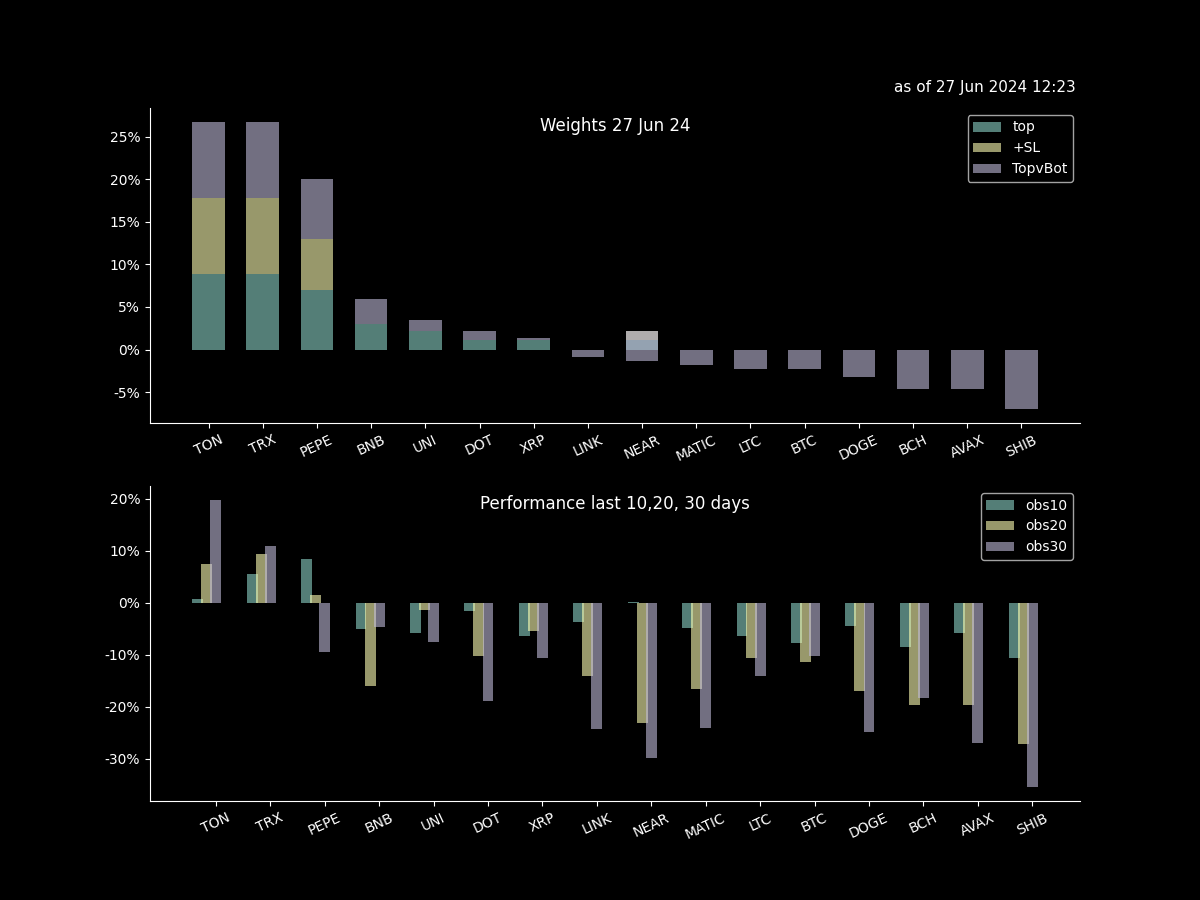 as of 27 Jun 2024 12:23
Weights 27 Jun 24
top
+SL
TopvBot
25%
20%
15%
10%
5%
0%
-5%
TON TRX PEPE BNB UNI DOT XRP LINK NEAR MATIC LTC BTC DOGE BCH AVAX SHIB
Performance last 10,20, 30 days
obs10
obs20
obs30
20%
10%
0%
-10%
-20%
-30%
TON TRX PEPE BNB UNI DOT XRP LINK NEAR MATIC LTC BTC DOGE BCH AVAX SHIB